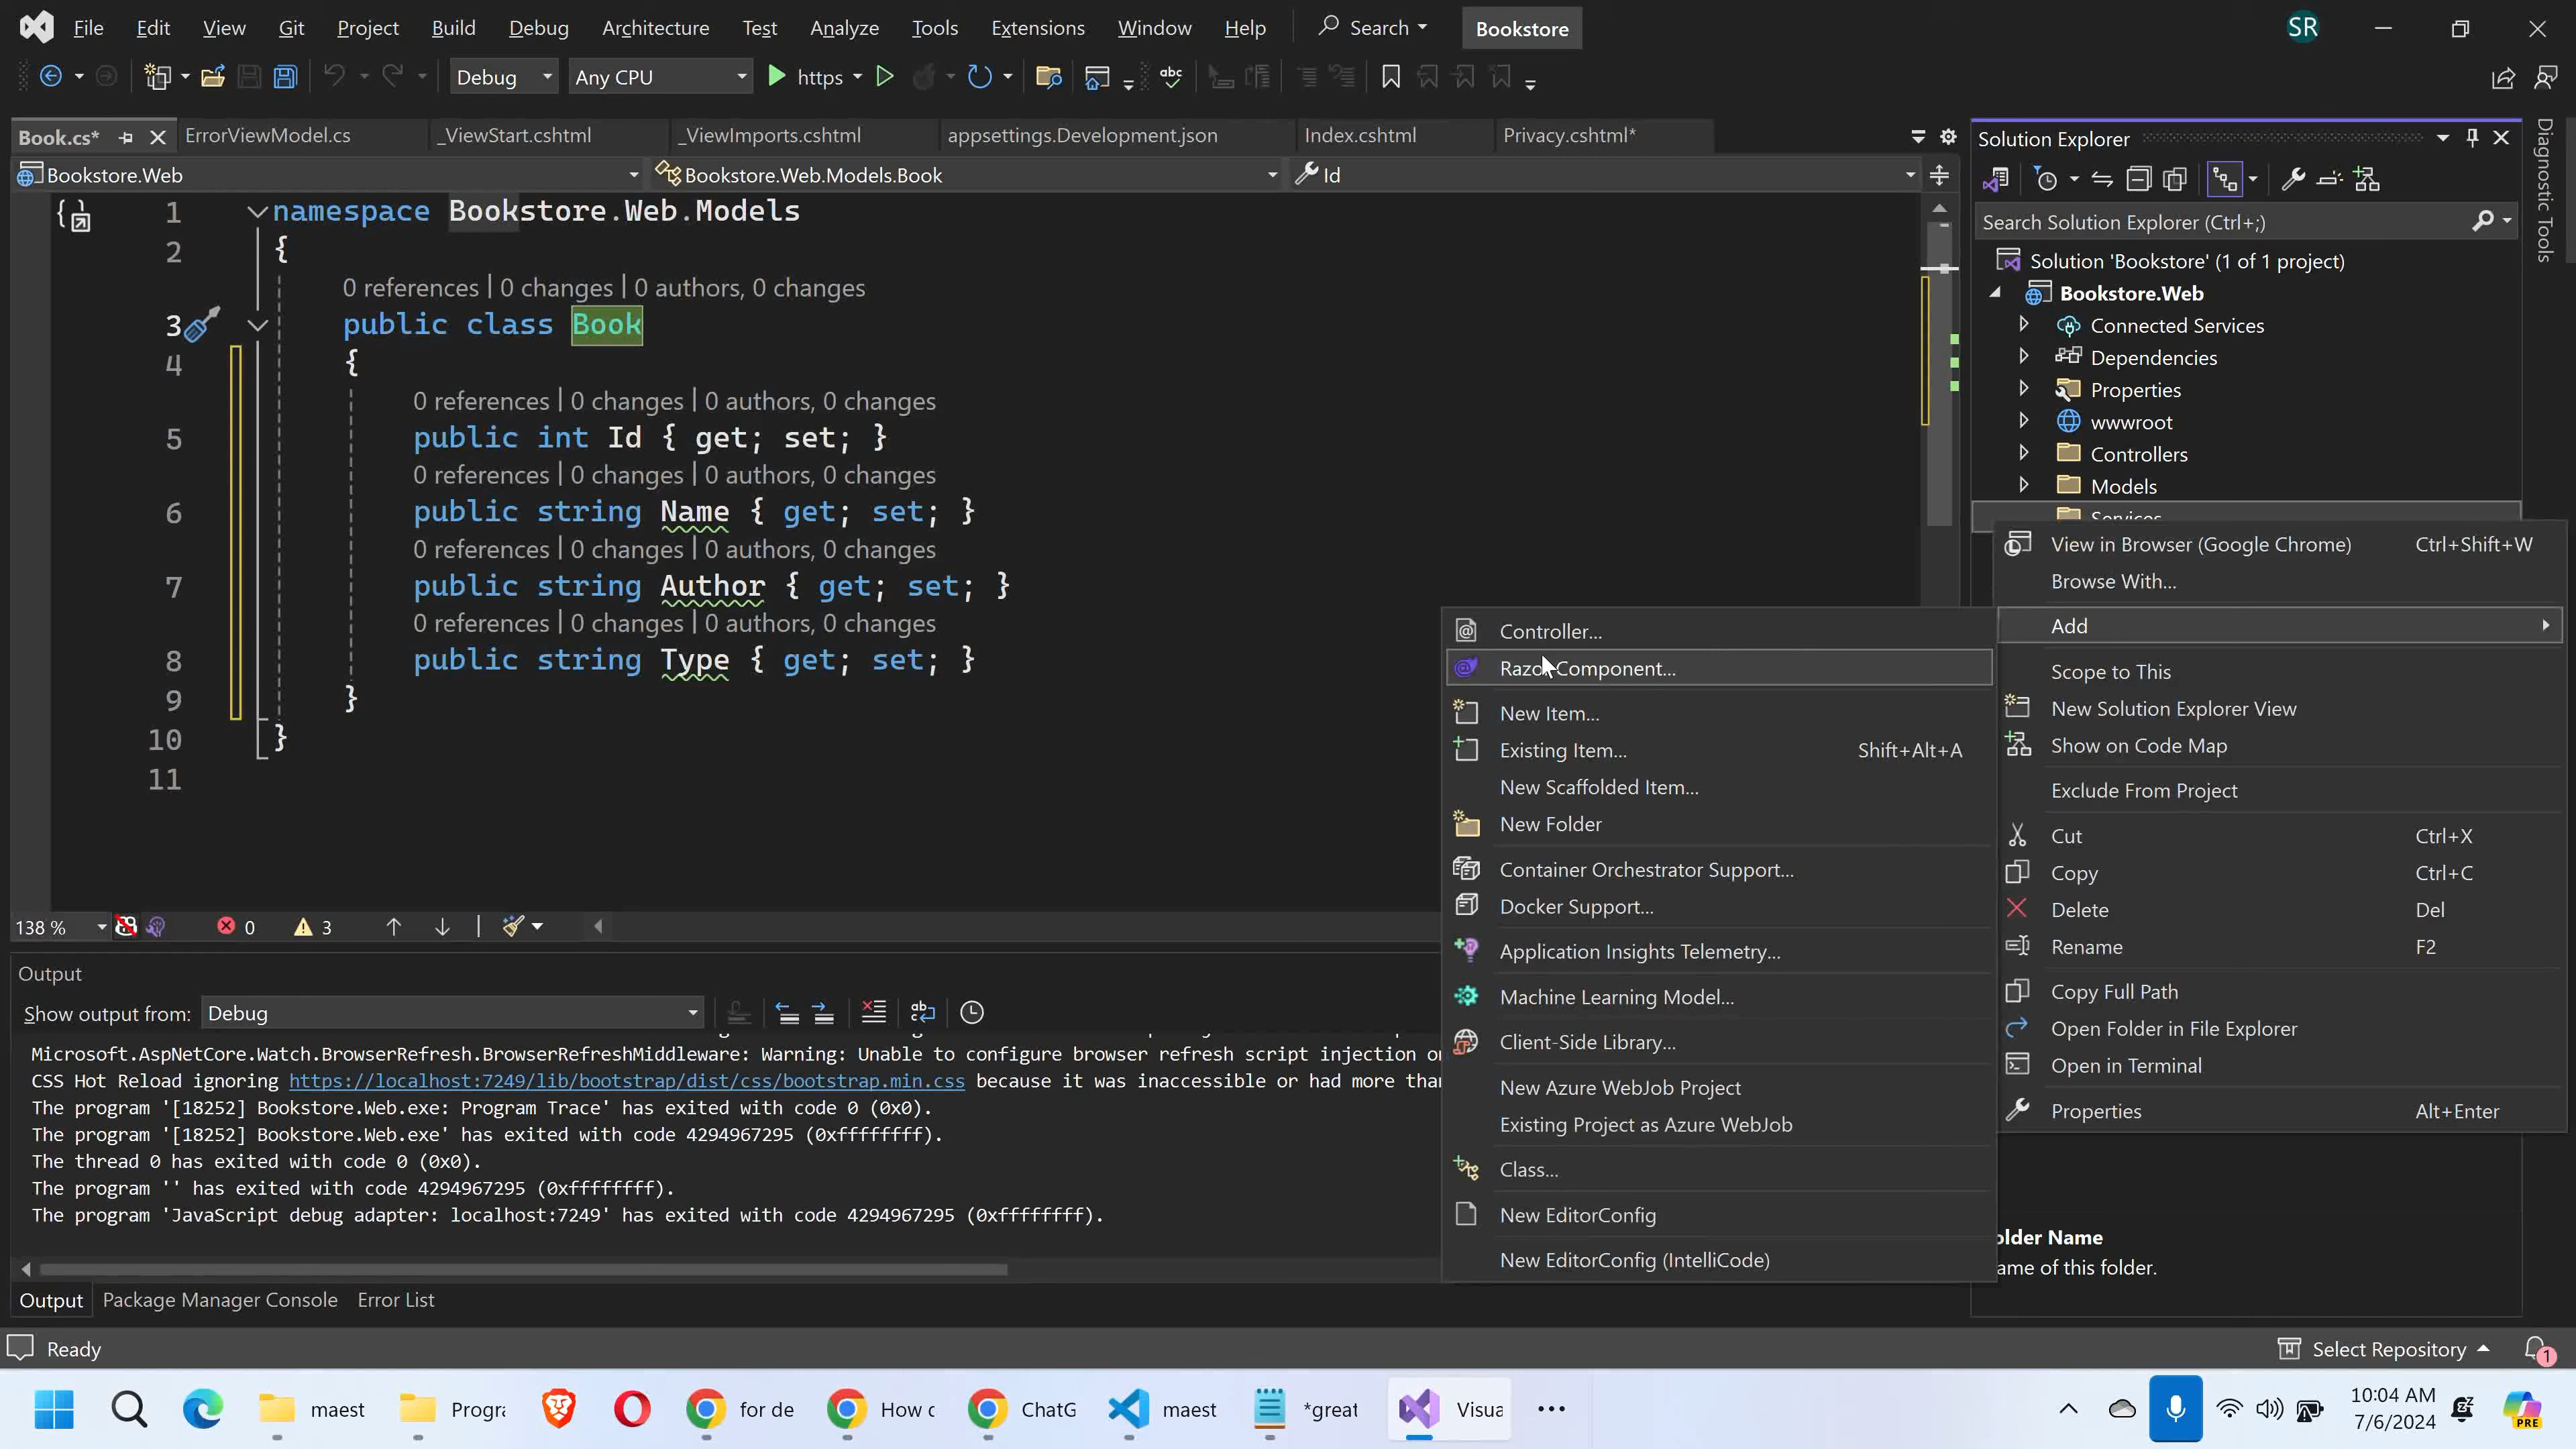 File Edit View Git Project Build Debug Architecture Test Analyze Tools Extensions Window Help Search Bookstore SR
Debug Any CPU https abc
Book.cs* ErrorViewModel.cs _ViewStart.cshtml _ViewImports.cshtml appsettings.Development.json Index.cshtml Privacy.cshtml*
Bookstore.Web Bookstore.Web.Models.Book Id
1 namespace Bookstore.Web.Models
2 {
0 references | 0 changes | 0 authors, 0 changes
3 public class Book
4 {
0 references | 0 changes | 0 authors, 0 changes
5 public int Id { get; set; }
0 references | 0 changes | 0 authors, 0 changes
6 public string Name { get; set; }
0 references | 0 changes | 0 authors, 0 changes
7 public string Author { get; set; }
0 references | 0 changes | 0 authors, 0 changes
8 public string Type { get; set; }
9 }
10 }
11
138 % 0 3
Solution Explorer
Search Solution Explorer (Ctrl+;)
Solution 'Bookstore' (1 of 1 project)
Bookstore.Web
Connected Services
Dependencies
Properties
wwwroot
Controllers
Models
Services
Diagnostic Tools
View in Browser (Google Chrome) Ctrl+Shift+W
Browse With...
Add
Scope to This
New Solution Explorer View
Show on Code Map
Exclude From Project
Cut Ctrl+X
Copy Ctrl+C
Delete Del
Rename F2
Copy Full Path
Open Folder in File Explorer
Open in Terminal
Properties Alt+Enter
Controller...
Razor Component...
New Item...
Existing Item... Shift+Alt+A
New Scaffolded Item...
New Folder
Container Orchestrator Support...
Docker Support...
Application Insights Telemetry...
Machine Learning Model...
Client-Side Library...
New Azure WebJob Project
Existing Project as Azure WebJob
Class...
New EditorConfig
New EditorConfig (IntelliCode)
older Name
ame of this folder.
Output
Show output from: Debug
Microsoft.AspNetCore.Watch.BrowserRefresh.BrowserRefreshMiddleware: Warning: Unable to configure browser refresh script injection o
CSS Hot Reload ignoring https://localhost:7249/lib/bootstrap/dist/css/bootstrap.min.css because it was inaccessible or had more tha
The program '[18252] Bookstore.Web.exe: Program Trace' has exited with code 0 (0x0).
The program '[18252] Bookstore.Web.exe' has exited with code 4294967295 (0xffffffff).
The thread 0 has exited with code 0 (0x0).
The program '' has exited with code 4294967295 (0xffffffff).
The program 'JavaScript debug adapter: localhost:7249' has exited with code 4294967295 (0xffffffff).
Output Package Manager Console Error List
Ready Select Repository 1
maest Progra for de How c ChatG maest *great Visua 10:04 AM
7/6/2024
PRE